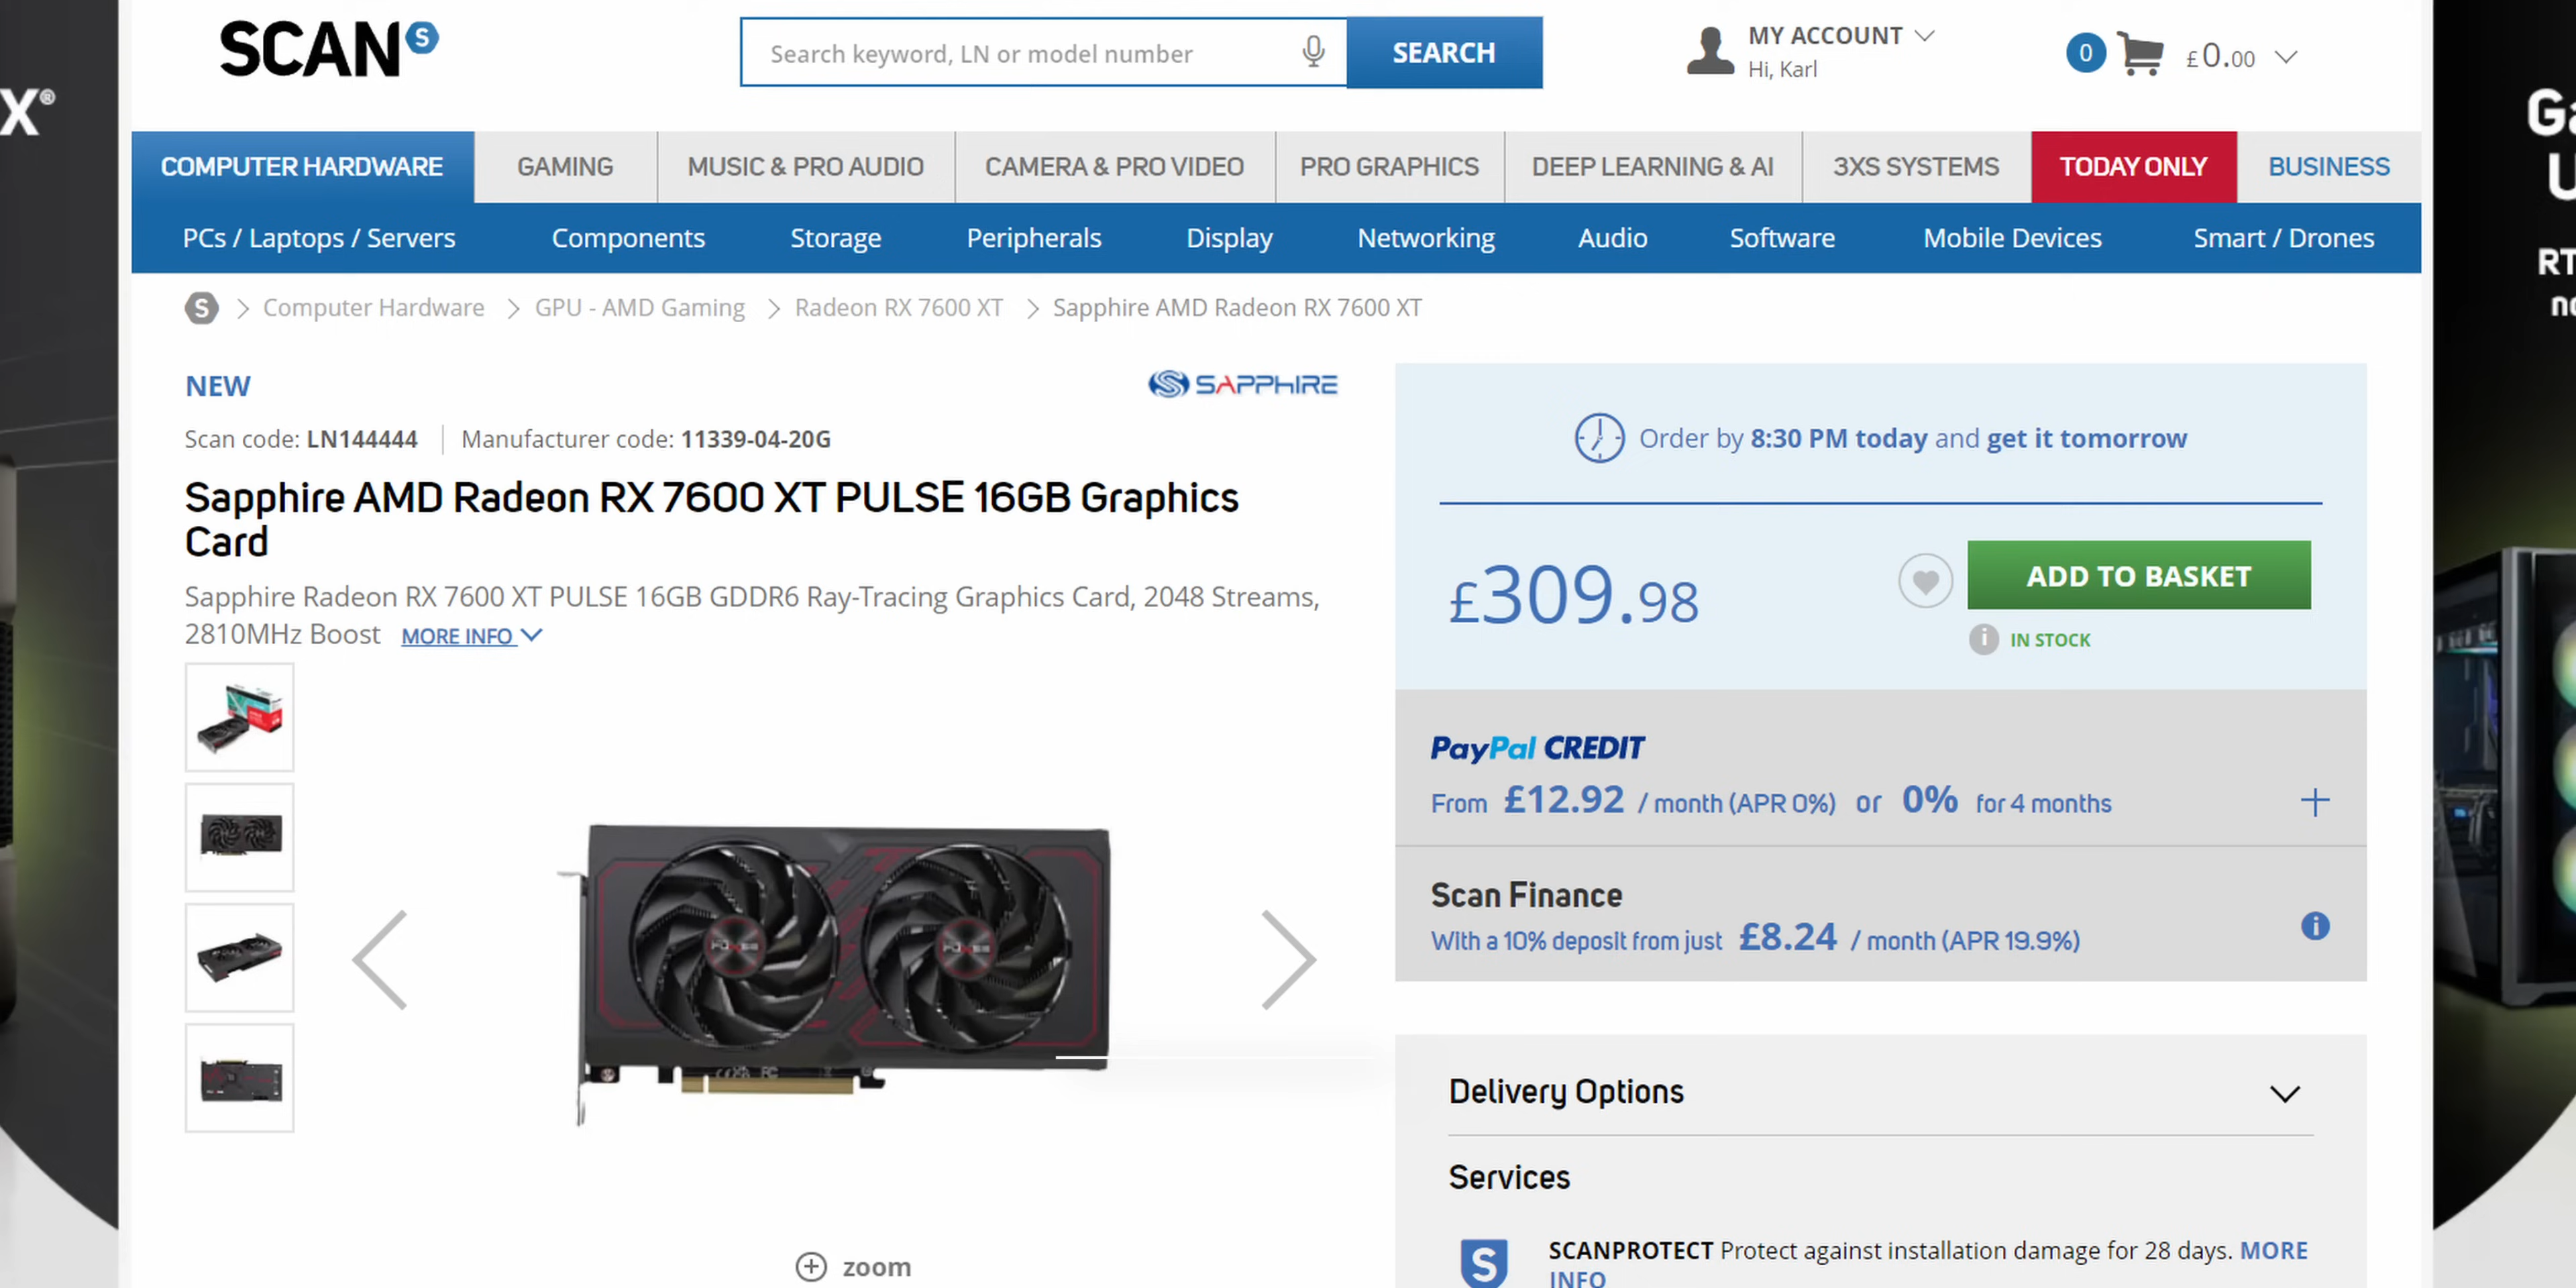 SCAN S
Search keyword, LN or model number
SEARCH
MY ACCOUNT
Hi, Karl
0
£0.00
X®
COMPUTER HARDWARE
GAMING
MUSIC & PRO AUDIO
CAMERA & PRO VIDEO
PRO GRAPHICS
DEEP LEARNING & AI
3XS SYSTEMS
TODAY ONLY
BUSINESS
PCs / Laptops / Servers
Components
Storage
Peripherals
Display
Networking
Audio
Software
Mobile Devices
Smart / Drones
S > Computer Hardware > GPU - AMD Gaming > Radeon RX 7600 XT > Sapphire AMD Radeon RX 7600 XT
NEW
SAPPHIRE
Scan code: LN144444 | Manufacturer code: 11339-04-20G
Sapphire AMD Radeon RX 7600 XT PULSE 16GB Graphics
Card
Sapphire Radeon RX 7600 XT PULSE 16GB GDDR6 Ray-Tracing Graphics Card, 2048 Streams,
2810MHz Boost MORE INFO
zoom
Order by 8:30 PM today and get it tomorrow
£309.98
ADD TO BASKET
IN STOCK
PayPal CREDIT
From £12.92 / month (APR 0%) or 0% for 4 months
Scan Finance
With a 10% deposit from just £8.24 / month (APR 19.9%)
Delivery Options
Services
S
SCANPROTECT Protect against installation damage for 28 days. MORE
INFO